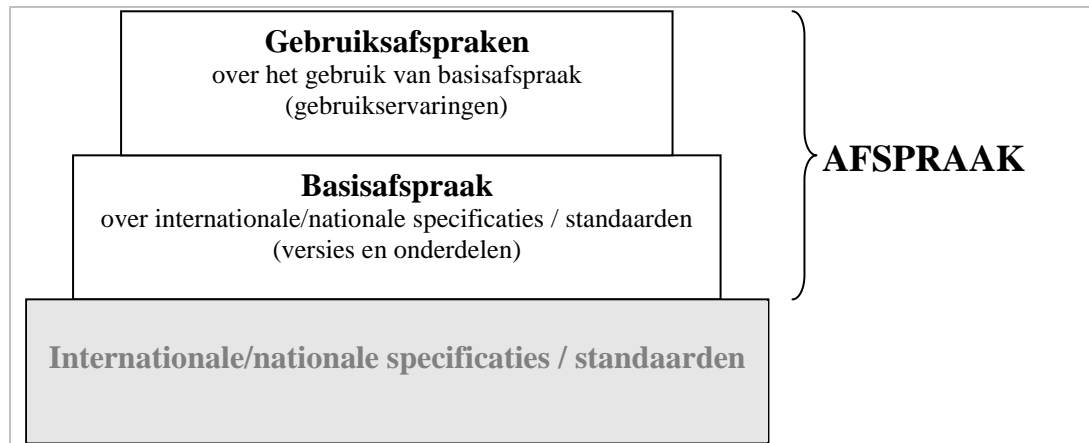 Gebruiksafspraken
over het gebruik van basisafspraak
(gebruikservaringen)
AFSPRAAK
Basisafspraak
over internationale/nationale specificaties / standaarden
(versies en onderdelen)
Internationale/nationale specificaties / standaarden